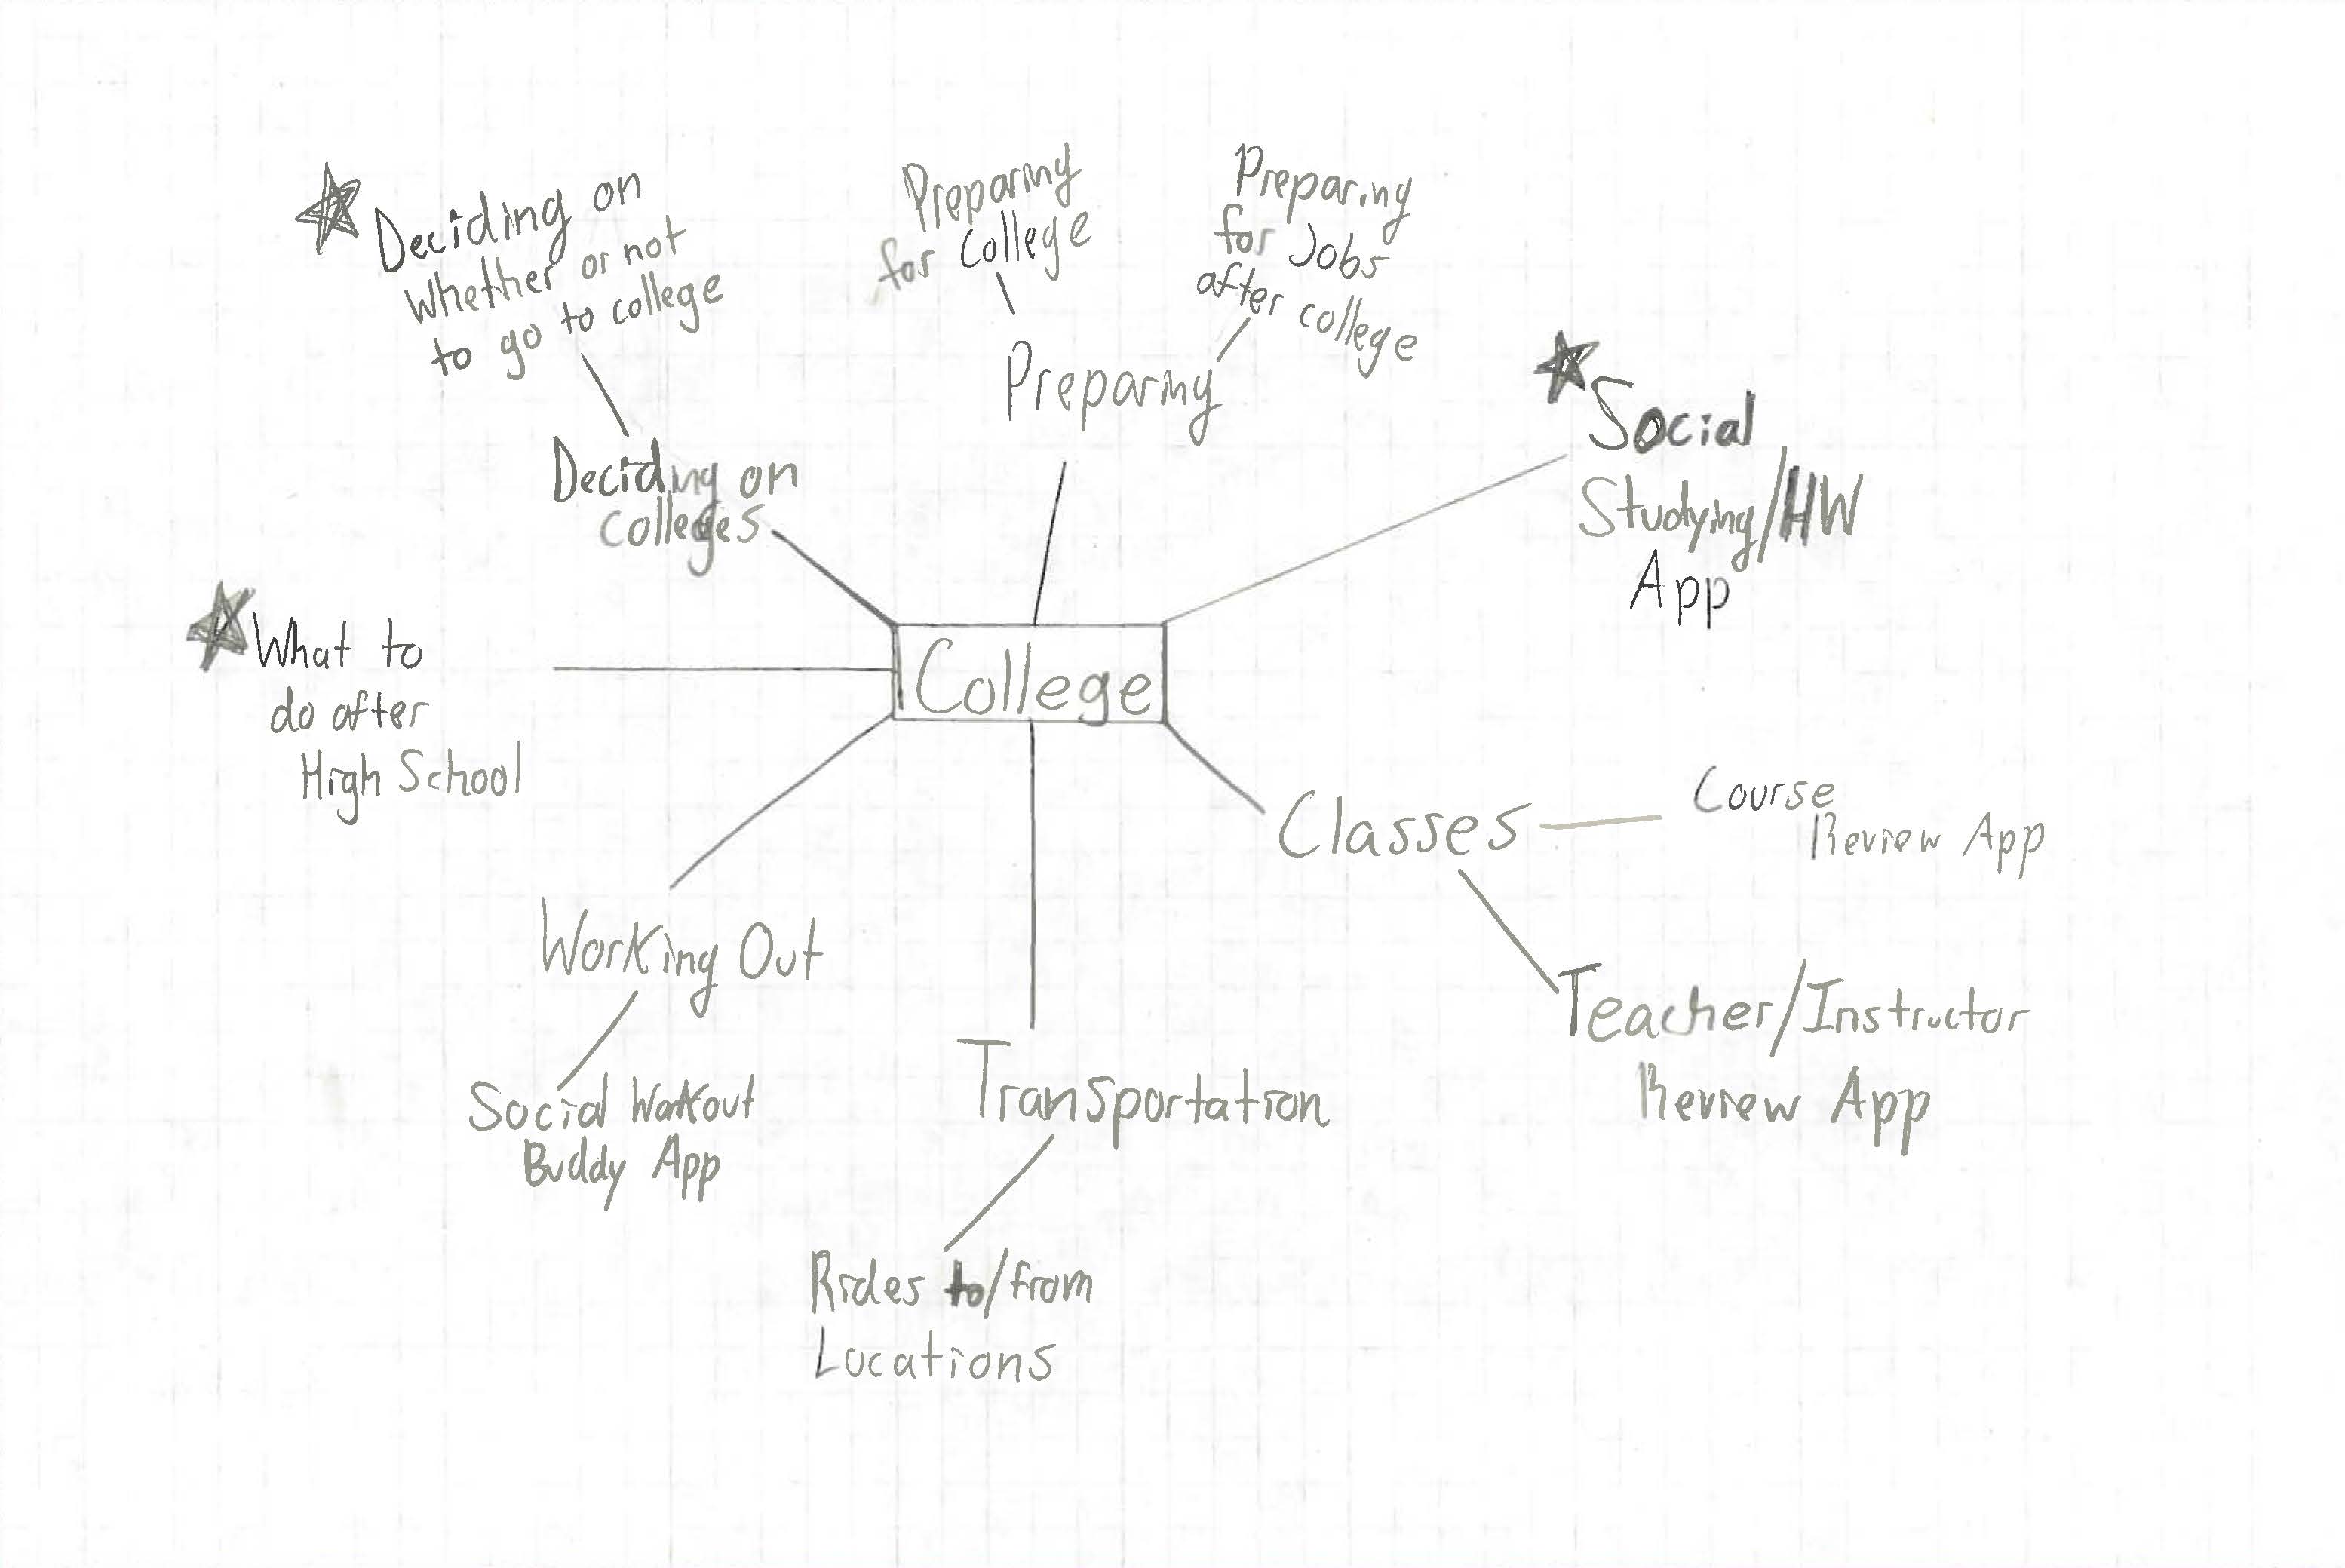 Deciding on
whether or not
to go to college
Preparing
for College
Preparing
for Jobs
after college
Preparing
Deciding on
colleges
Social
Studying/HW
App
What to
do after
High School
College
Classes
Course
Review App
Working Out
Social Workout
Buddy App
Transportation
Teacher/Instructor
Review App
Rides to/from
Locations